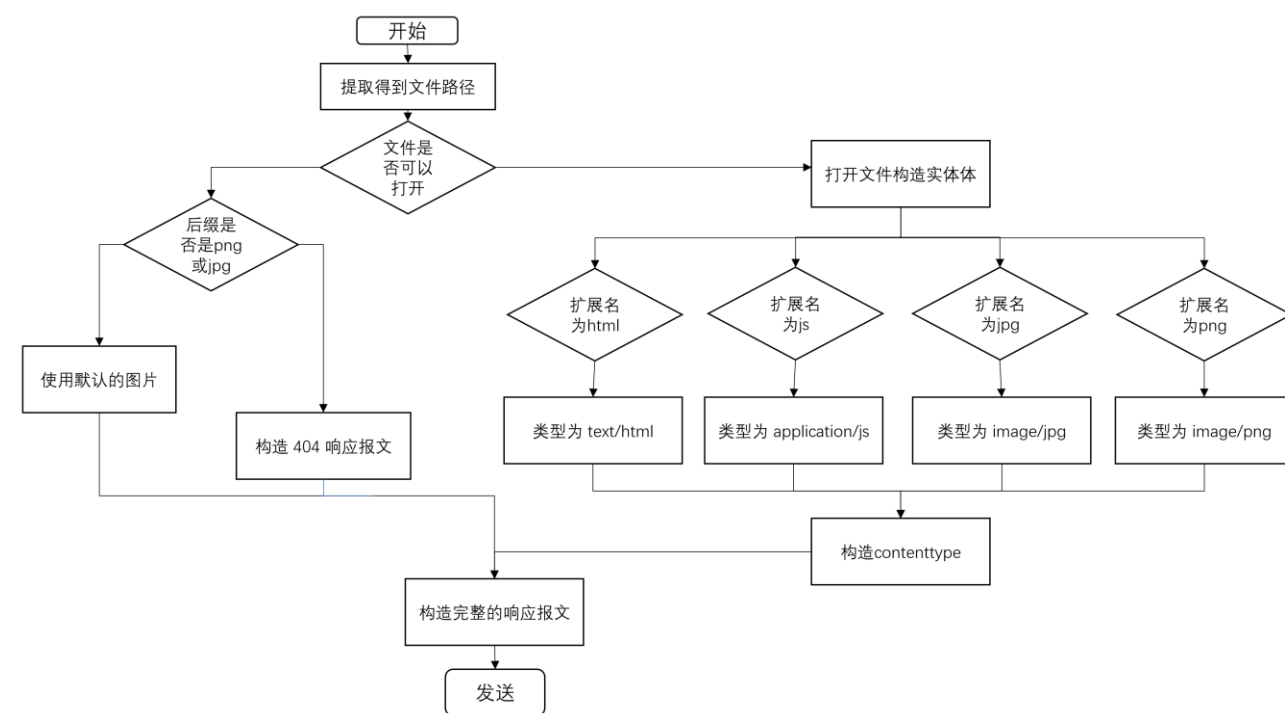 开始
提取得到文件路径
文件是
否可以
打开
打开文件构造实体体
后缀是
否是png
或jpg
扩展名
为html
扩展名
为js
扩展名
为jpg
扩展名
为png
使用默认的图片
构造 404 响应报文
类型为 text/html
类型为 application/js
类型为 image/jpg
类型为 image/png
构造contenttype
构造完整的响应报文
发送